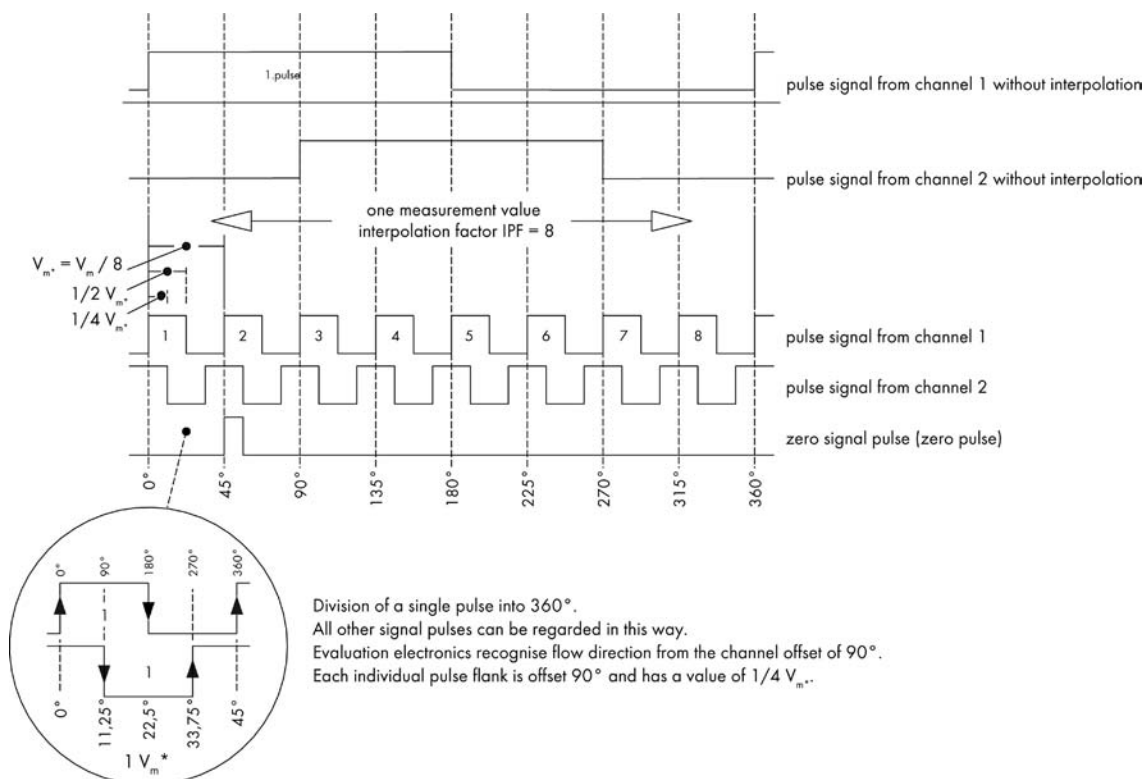 1.pulse
pulse signal from channel 1 without interpolation
pulse signal from channel 2 without interpolation
one measurement value
interpolation factor IPF = 8
Vm* = Vm / 8
1/2 Vm*
1/4 Vm*
1 2 3 4 5 6 7 8
pulse signal from channel 1
pulse signal from channel 2
zero signal pulse (zero pulse)
0° 45° 90° 135° 180° 225° 270° 315° 360°
0° 90° 180° 270° 360°
1
1
0° 11,25° 22,5° 33,75° 45°
1 Vm*
Division of a single pulse into 360°.
All other signal pulses can be regarded in this way.
Evaluation electronics recognise flow direction from the channel offset of 90°.
Each individual pulse flank is offset 90° and has a value of 1/4 Vm*.